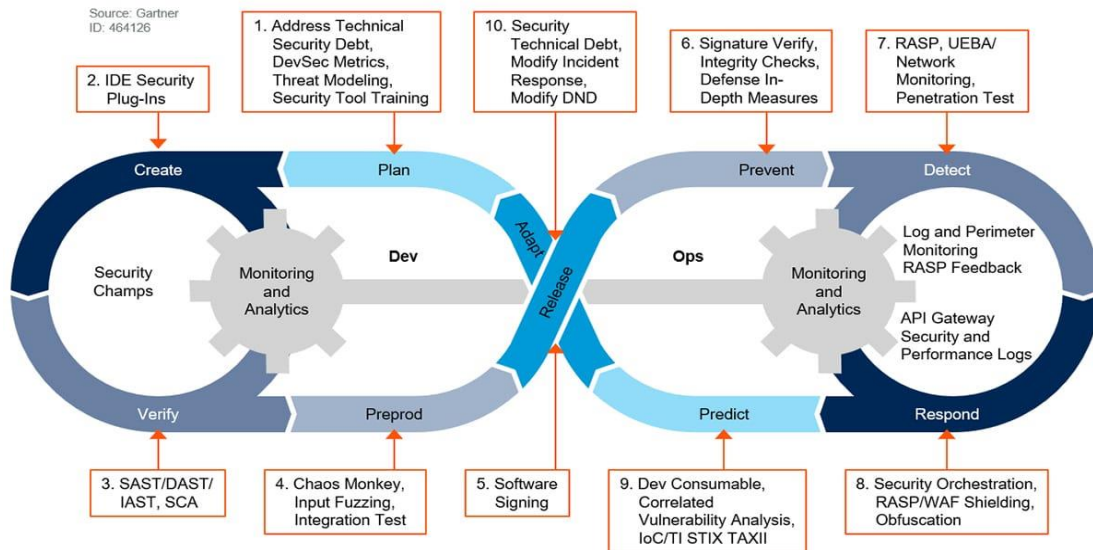 Source: Gartner
ID: 464126
1. Address Technical
Security Debt,
DevSec Metrics,
Threat Modeling,
Security Tool Training
10. Security
Technical Debt,
Modify Incident
Response,
Modify DND
6. Signature Verify,
Integrity Checks,
Defense In-
Depth Measures
7. RASP, UEBA/
Network
Monitoring,
Penetration Test
2. IDE Security
Plug-Ins
Create
Plan
Prevent
Detect
Adapt
Release
Dev
Ops
Security
Champs
Monitoring
and
Analytics
Monitoring
and
Analytics
Log and Perimeter
Monitoring
RASP Feedback
API Gateway
Security and
Performance Logs
Verify
Preprod
Predict
Respond
3. SAST/DAST/
IAST, SCA
4. Chaos Monkey,
Input Fuzzing,
Integration Test
5. Software
Signing
9. Dev Consumable,
Correlated
Vulnerability Analysis,
IoC/TI STIX TAXII
8. Security Orchestration,
RASP/WAF Shielding,
Obfuscation